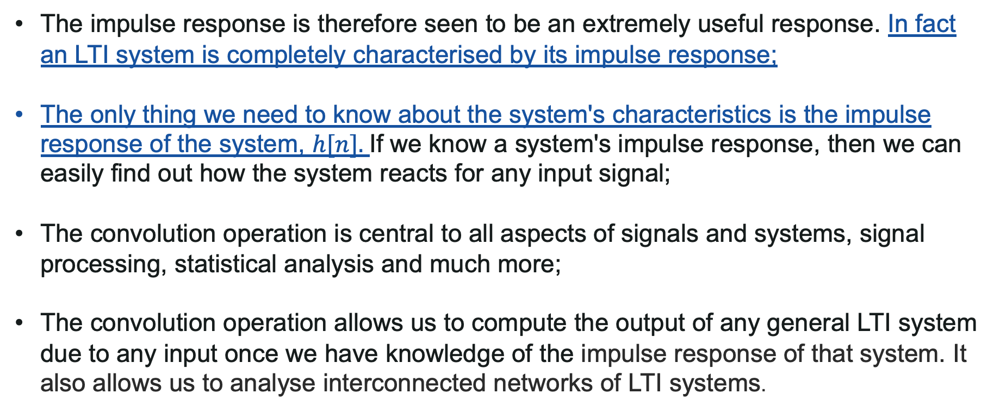 • The impulse response is therefore seen to be an extremely useful response. In fact
an LTI system is completely characterised by its impulse response;
• The only thing we need to know about the system's characteristics is the impulse
response of the system, h[n]. If we know a system's impulse response, then we can
easily find out how the system reacts for any input signal;
• The convolution operation is central to all aspects of signals and systems, signal
processing, statistical analysis and much more;
• The convolution operation allows us to compute the output of any general LTI system
due to any input once we have knowledge of the impulse response of that system. It
also allows us to analyse interconnected networks of LTI systems.